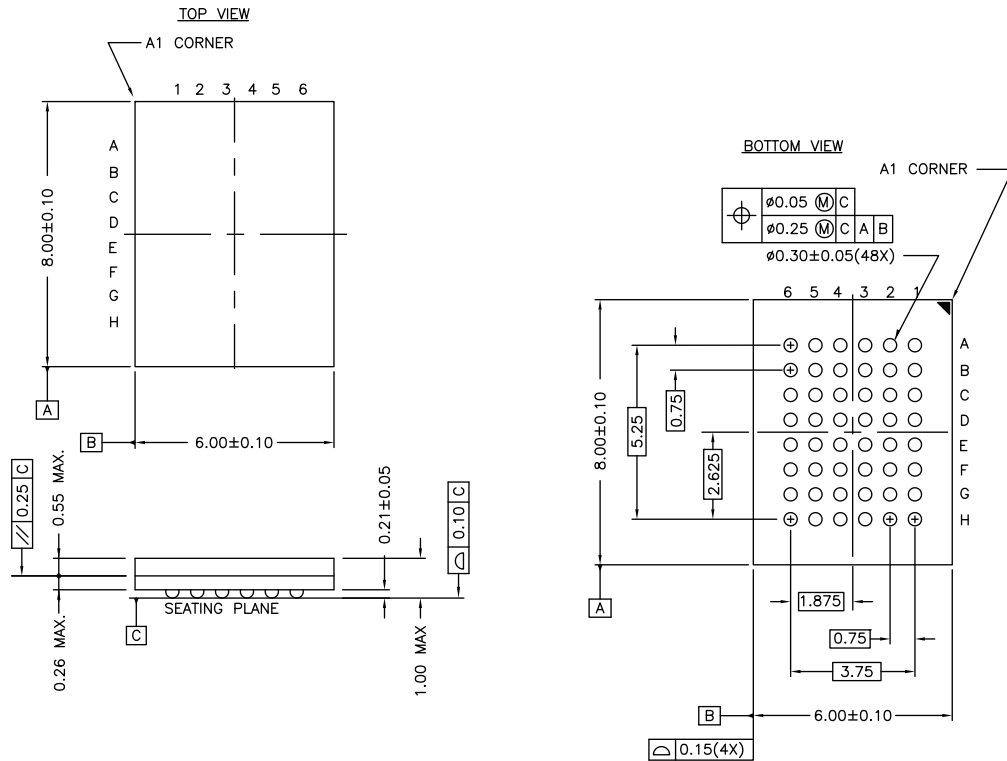 TOP VIEW
A1 CORNER
1 2 3 4 5 6
A
B
C
D
E
F
G
H
8.00±0.10
A
B
6.00±0.10
// 0.25 C
0.55 MAX.
0.21±0.05
⌓ 0.10 C
SEATING PLANE
C
0.26 MAX.
1.00 MAX
BOTTOM VIEW
A1 CORNER
⌖ ⌀0.05 Ⓜ C
⌀0.25 Ⓜ C A B
⌀0.30±0.05(48X)
6 5 4 3 2 1
A
B
C
D
E
F
G
H
8.00±0.10
5.25
0.75
2.625
A
1.875
0.75
3.75
B
6.00±0.10
⌓ 0.15(4X)